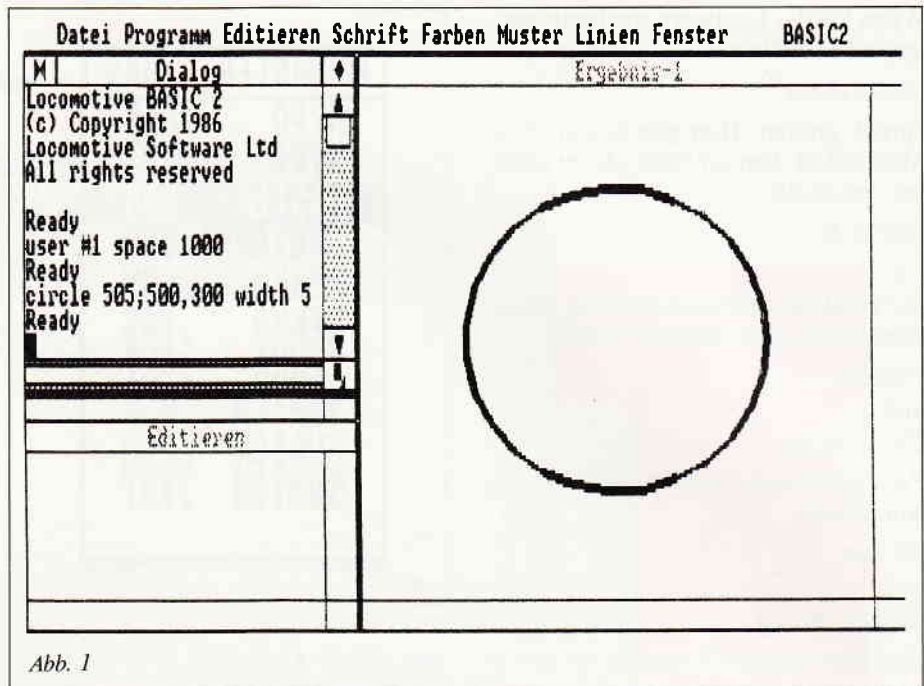 Datei Programm Editieren Schrift Farben Muster Linien Fenster BASIC2
Dialog
Locomotive BASIC 2
(c) Copyright 1986
Locomotive Software Ltd
All rights reserved
Ready
user #1 space 1000
Ready
circle 505;500,300 width 5
Ready
Editieren
Ergebnis-1
Abb. 1